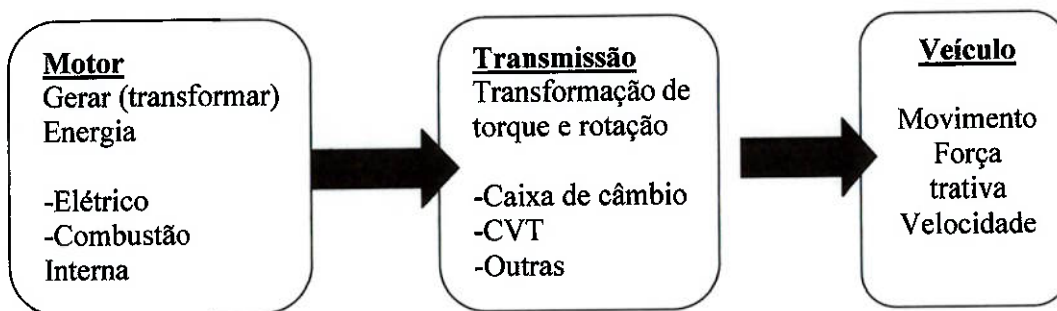 Motor
Gerar (transformar)
Energia
-Elétrico
-Combustão
Interna
Transmissão
Transformação de
torque e rotação
-Caixa de câmbio
-CVT
-Outras
Veículo
Movimento
Força
trativa
Velocidade